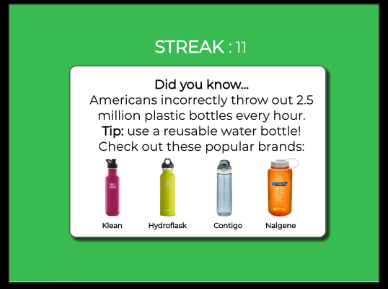 STREAK : 11
Did you know...
Americans incorrectly throw out 2.5
million plastic bottles every hour.
Tip: use a reusable water bottle!
Check out these popular brands:
Klean
Hydroflask
Contigo
Nalgene